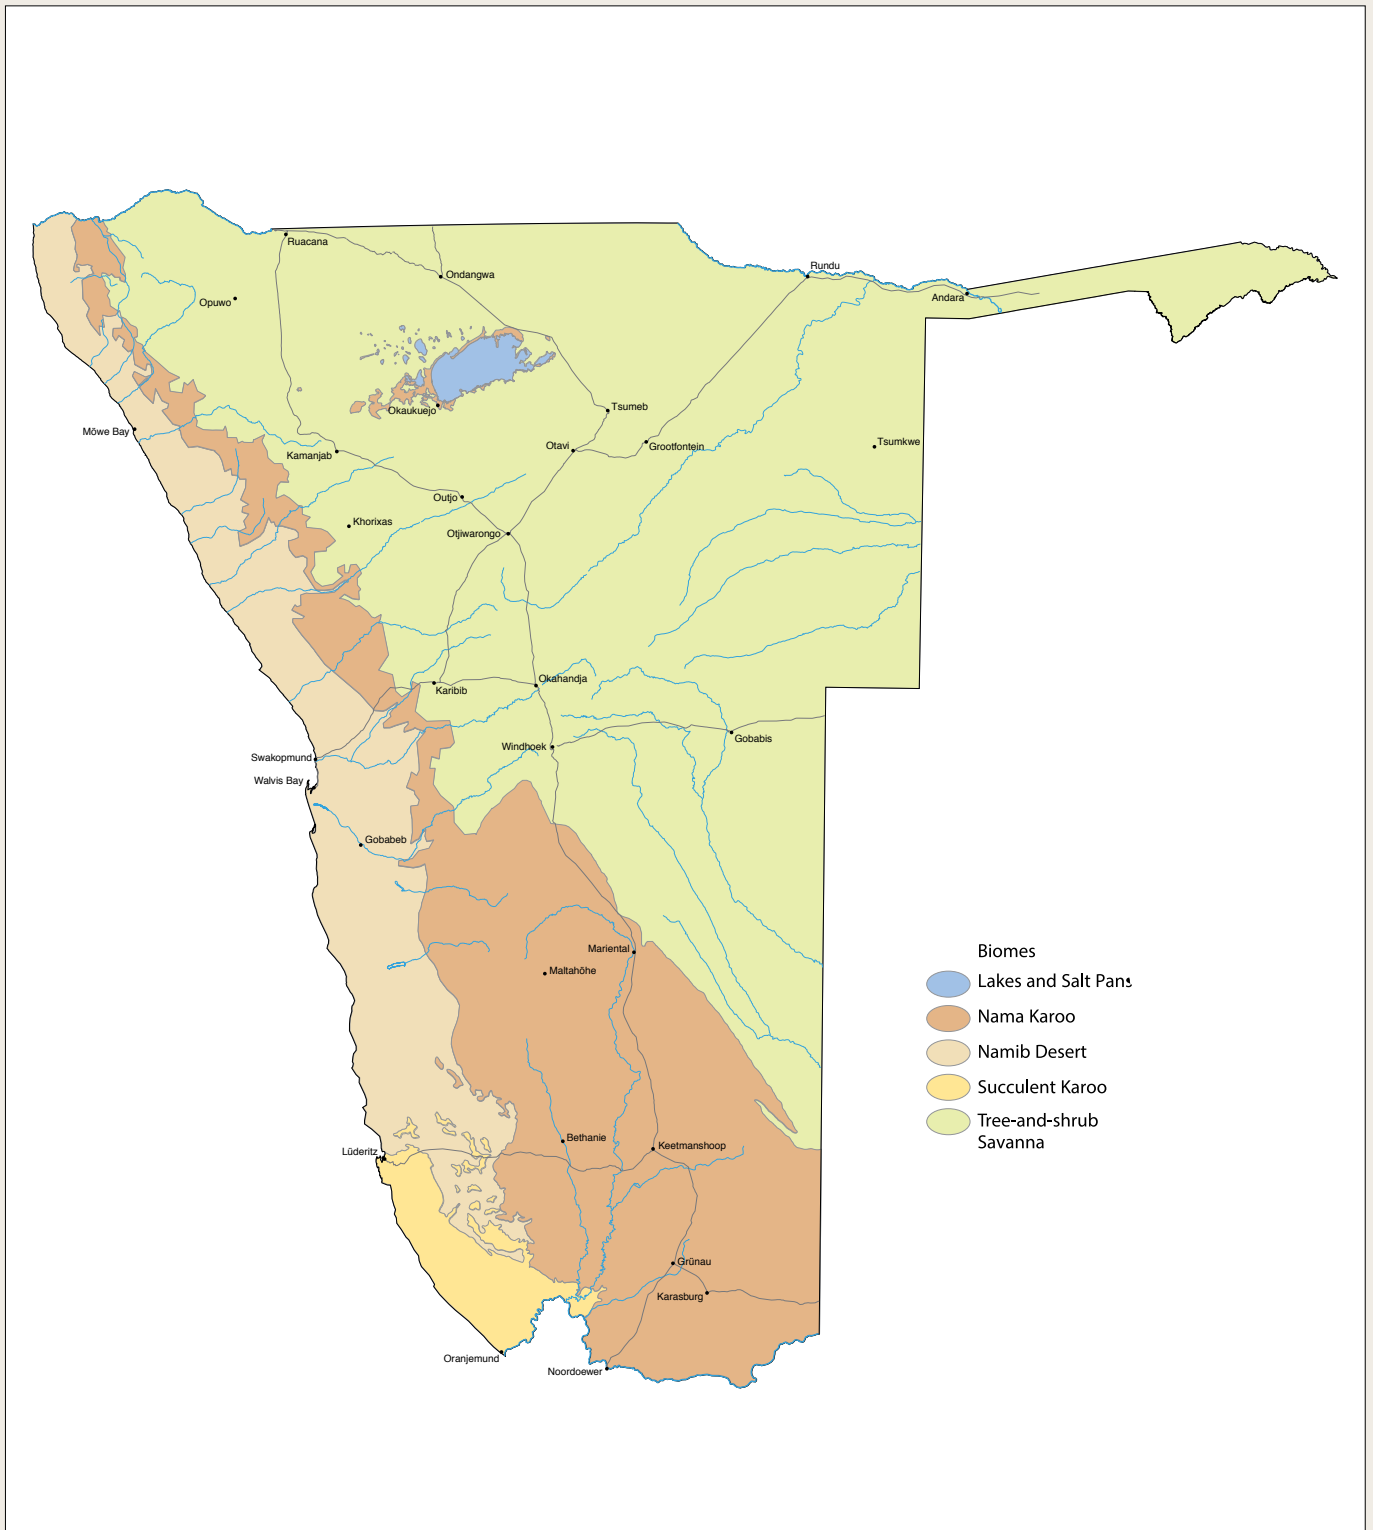 Ruacana
Rundu
Ondangwa
Andara
Opuwo
Okaukuejo
Tsumeb
Möwe Bay
Tsumkwe
Otavi
Grootfontein
Kamanjab
Outjo
Khorixas
Otjiwarongo
Okahandja
Karibib
Gobabis
Windhoek
Swakopmund
Walvis Bay
Gobabeb
Mariental
Maltahöhe
Biomes
Lakes and Salt Pans
Nama Karoo
Namib Desert
Succulent Karoo
Tree-and-shrub
Savanna
Bethanie
Keetmanshoop
Lüderitz
Grünau
Karasburg
Oranjemund
Noordoewer